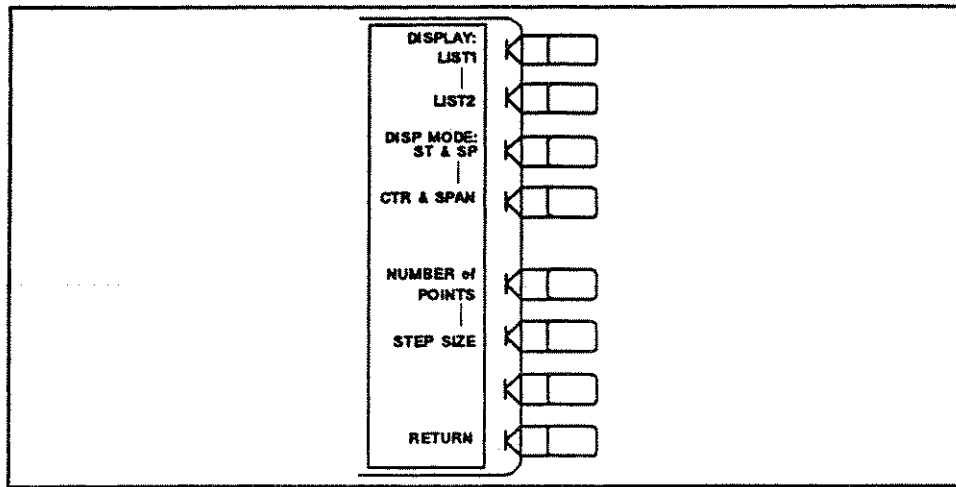 DISPLAY:
LIST1
LIST2
DISP MODE:
ST & SP
CTR & SPAN
NUMBER of
POINTS
STEP SIZE
RETURN